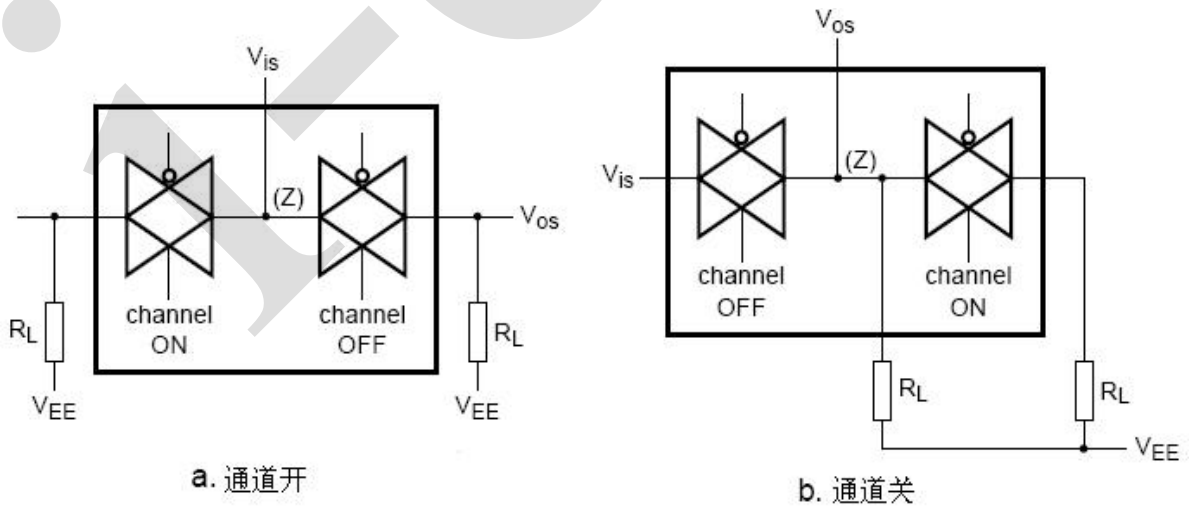 Vis
(Z)
Vos
channel
ON
channel
OFF
RL
RL
VEE
VEE
a. 通道开
Vos
Vis
(Z)
channel
OFF
channel
ON
RL
RL
VEE
b. 通道关